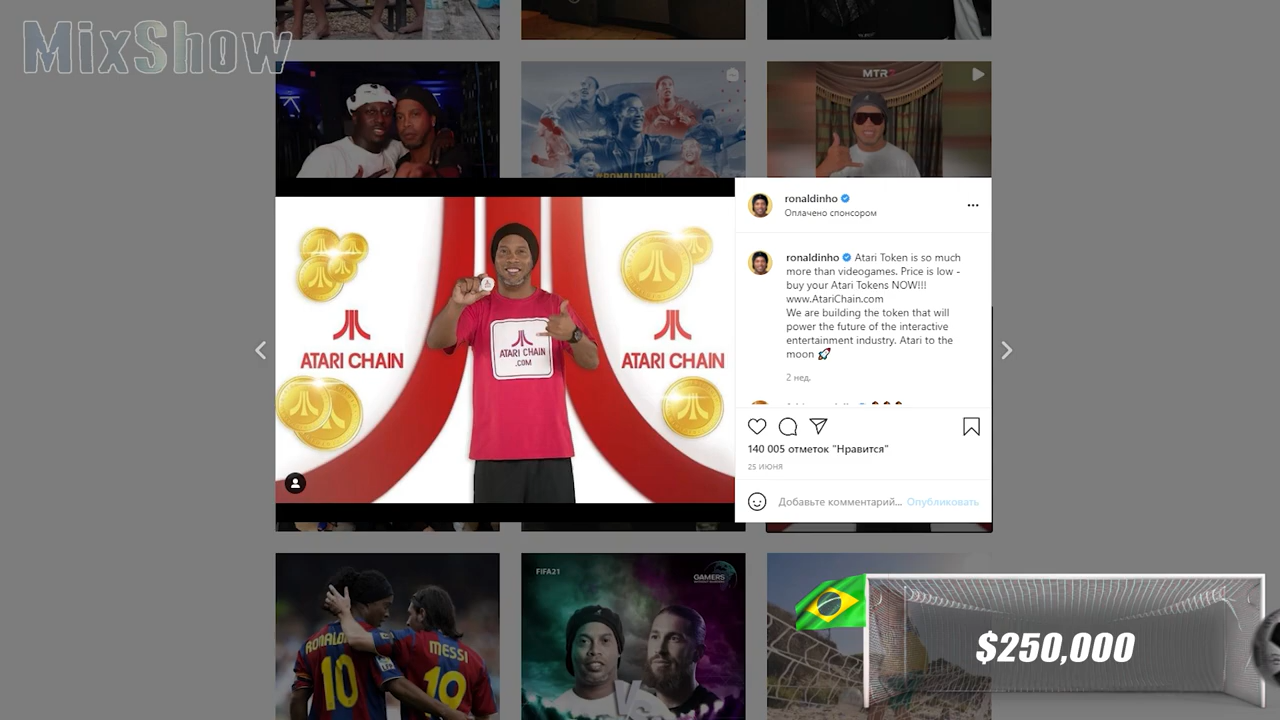 MixShow
MTR7
#RONALDINHO
ronaldinho
Оплачено спонсором
ronaldinho Atari Token is so much
more than videogames. Price is low -
buy your Atari Tokens NOW!!!
www.AtariChain.com
We are building the token that will
power the future of the interactive
entertainment industry. Atari to the
moon 🚀
2 нед.
ATARI CHAIN
ATARI CHAIN
.COM
ATARI CHAIN
140 005 отметок "Нравится"
25 ИЮНЯ
Добавьте комментарий... Опубликовать
FIFA21
GAMERS
RONALD
10
MESSI
10
$250,000